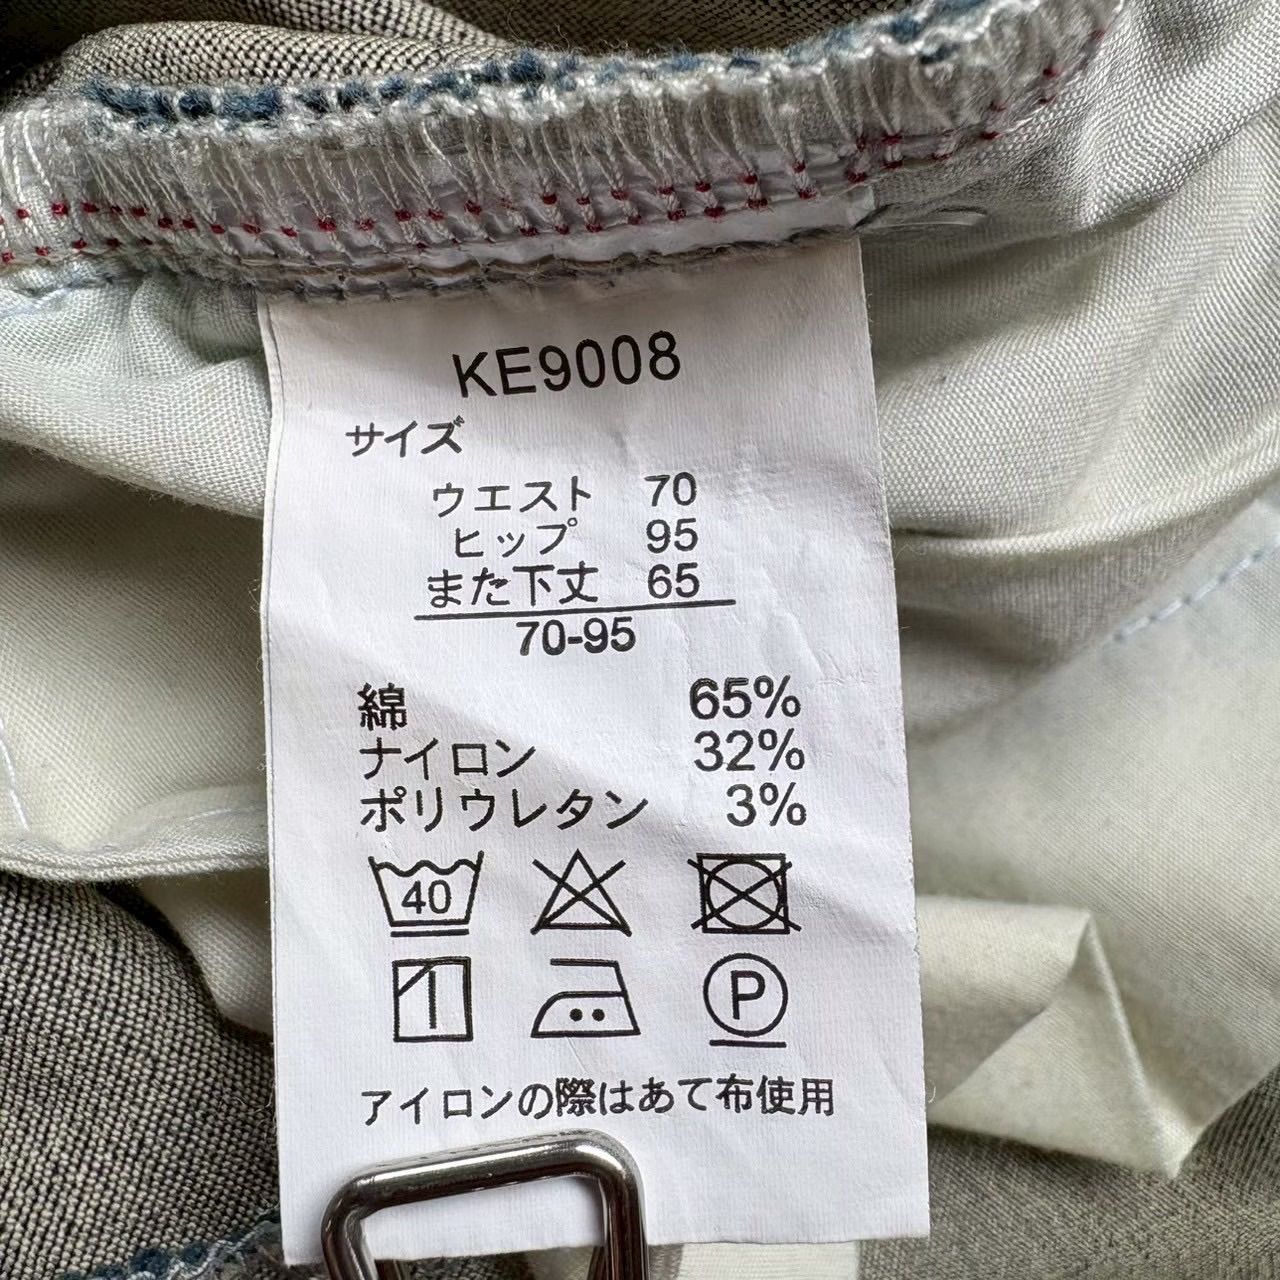 KE9008
サイズ
ウエスト 70
ヒップ 95
また下丈 65
70-95
綿 65%
ナイロン 32%
ポリウレタン 3%
40
P
アイロンの際はあて布使用